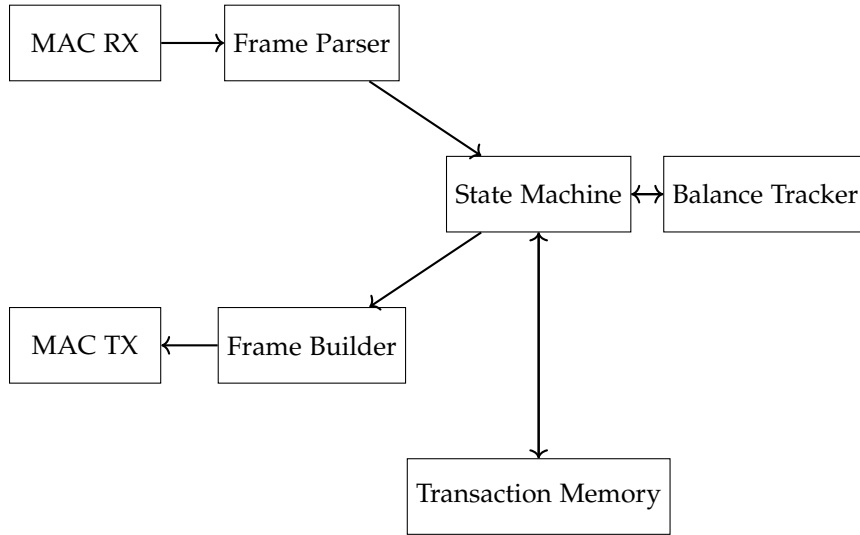 MAC RX
Frame Parser
State Machine
Balance Tracker
MAC TX
Frame Builder
Transaction Memory